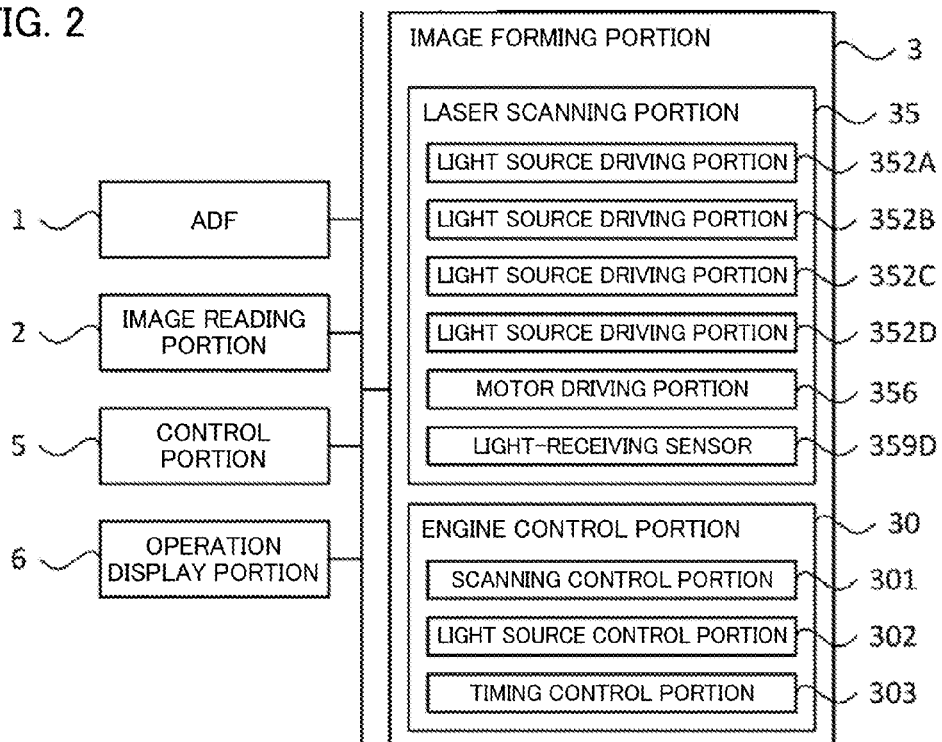 FIG. 2
IMAGE FORMING PORTION
3
LASER SCANNING PORTION
35
LIGHT SOURCE DRIVING PORTION
352A
LIGHT SOURCE DRIVING PORTION
352B
LIGHT SOURCE DRIVING PORTION
352C
LIGHT SOURCE DRIVING PORTION
352D
MOTOR DRIVING PORTION
356
LIGHT-RECEIVING SENSOR
359D
1
ADF
2
IMAGE READING
PORTION
5
CONTROL
PORTION
6
OPERATION
DISPLAY PORTION
ENGINE CONTROL PORTION
30
SCANNING CONTROL PORTION
301
LIGHT SOURCE CONTROL PORTION
302
TIMING CONTROL PORTION
303